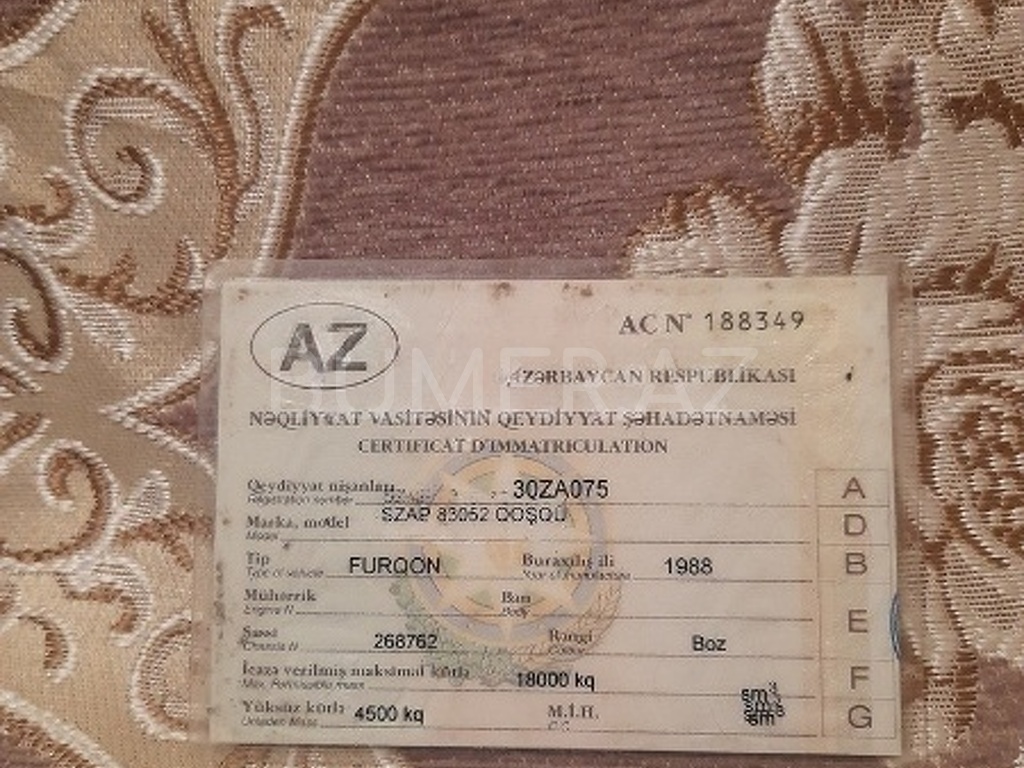 AZ
AC Nº 188349
BUMER.AZ
AZƏRBAYCAN RESPUBLİKASI
NƏQLİYYAT VASİTƏSİNİN QEYDİYYAT ŞƏHADƏTNAMƏSİ
CERTIFICAT D'IMMATRICULATION
Qeydiyyat nişanları 30ZA075 A
Registration number
Marka, model SZAP 83052 QOŞQU D
Model
Tip FURQON Buraxılış ili 1988 B
Type of vehicle Year of manufacture
Mühərrik Ban
Engine N Body E
Şassi 268762 Rəngi Boz
Chassis N Colour
İcazə verilmiş maksimal kütlə 18000 kq F
Max. Permissible mass
Yüksüz kütlə 4500 kq M.İ.H. sm³ G
Unladen Mass C.C.